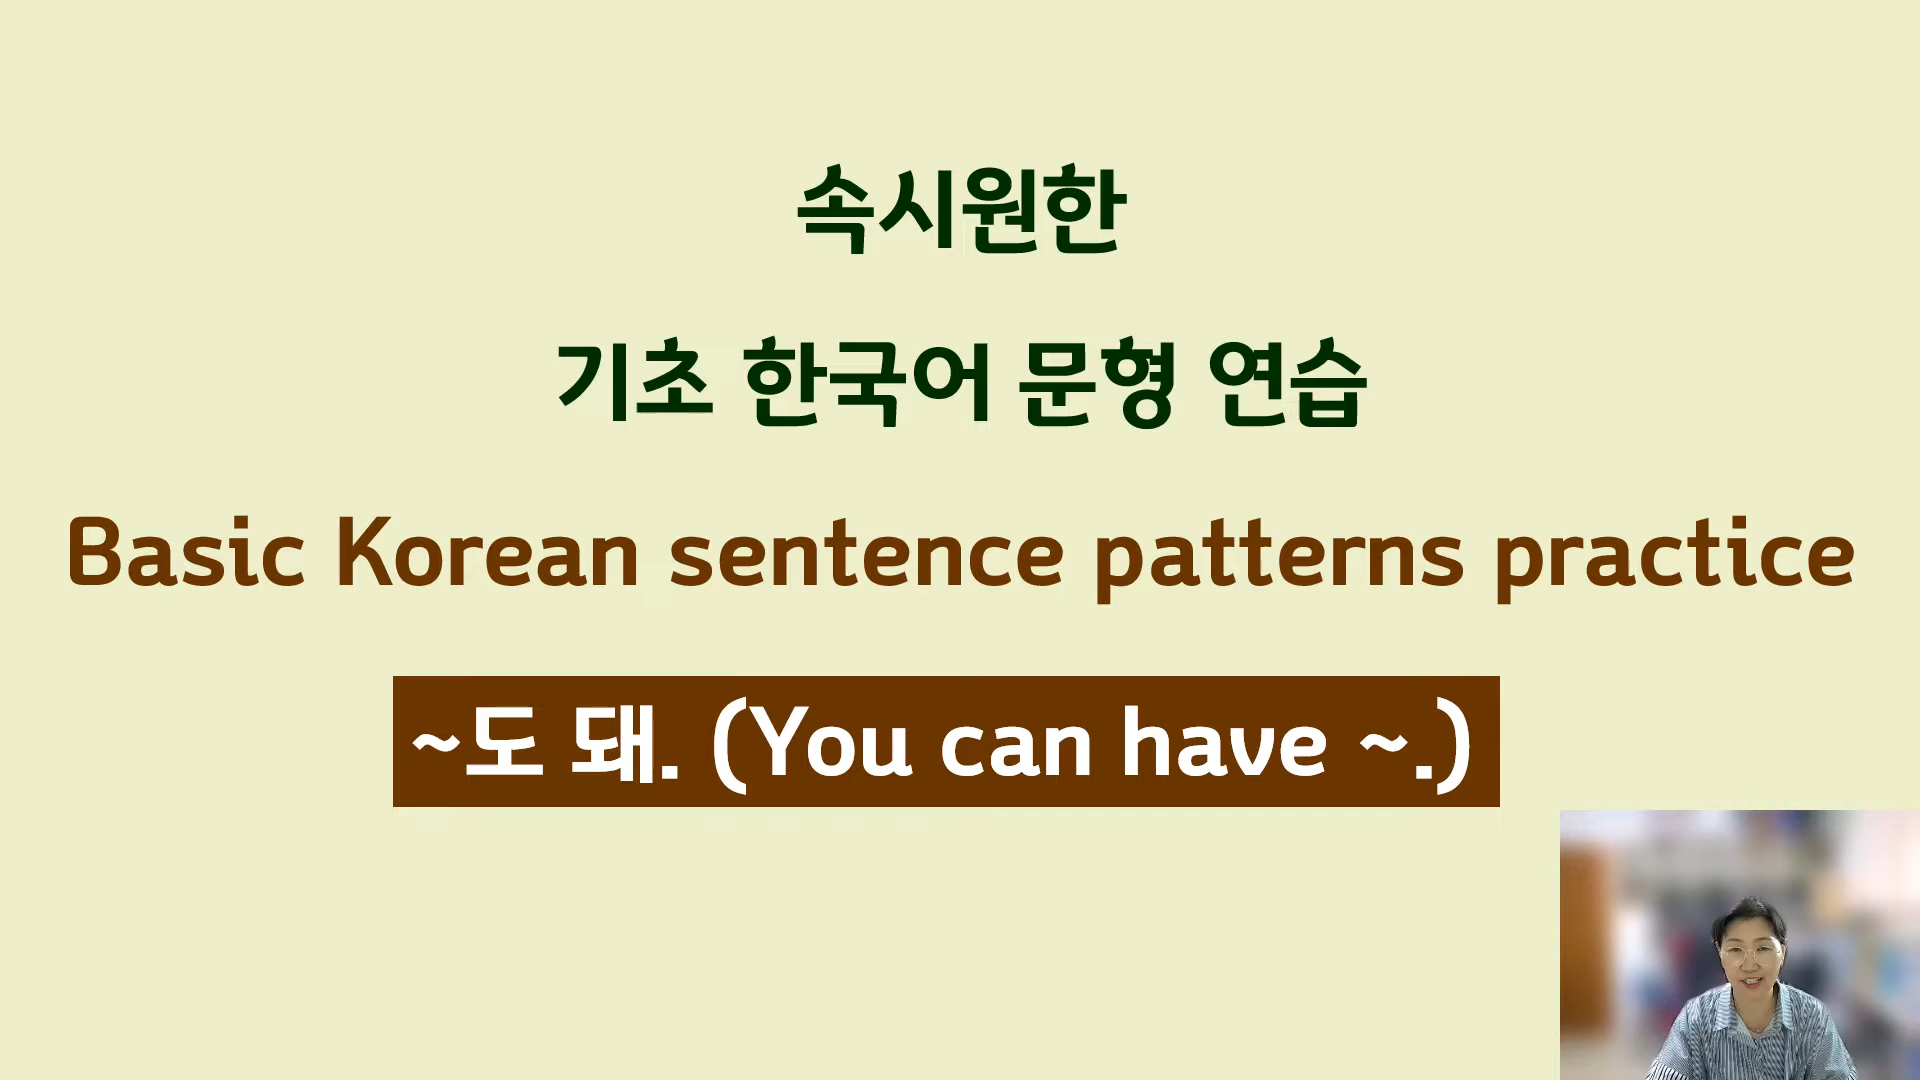 속시원한
기초 한국어 문형 연습
Basic Korean sentence patterns practice
~도 돼. (You can have ~.)